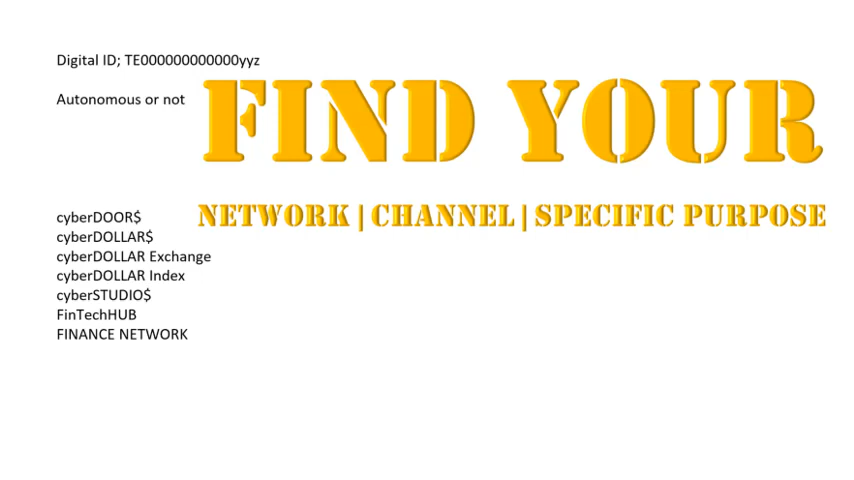 Digital ID; TE000000000000yyz
Autonomous or not
FIND YOUR
NETWORK | CHANNEL | SPECIFIC PURPOSE
cyberDOOR$
cyberDOLLAR$
cyberDOLLAR Exchange
cyberDOLLAR Index
cyberSTUDIO$
FinTechHUB
FINANCE NETWORK